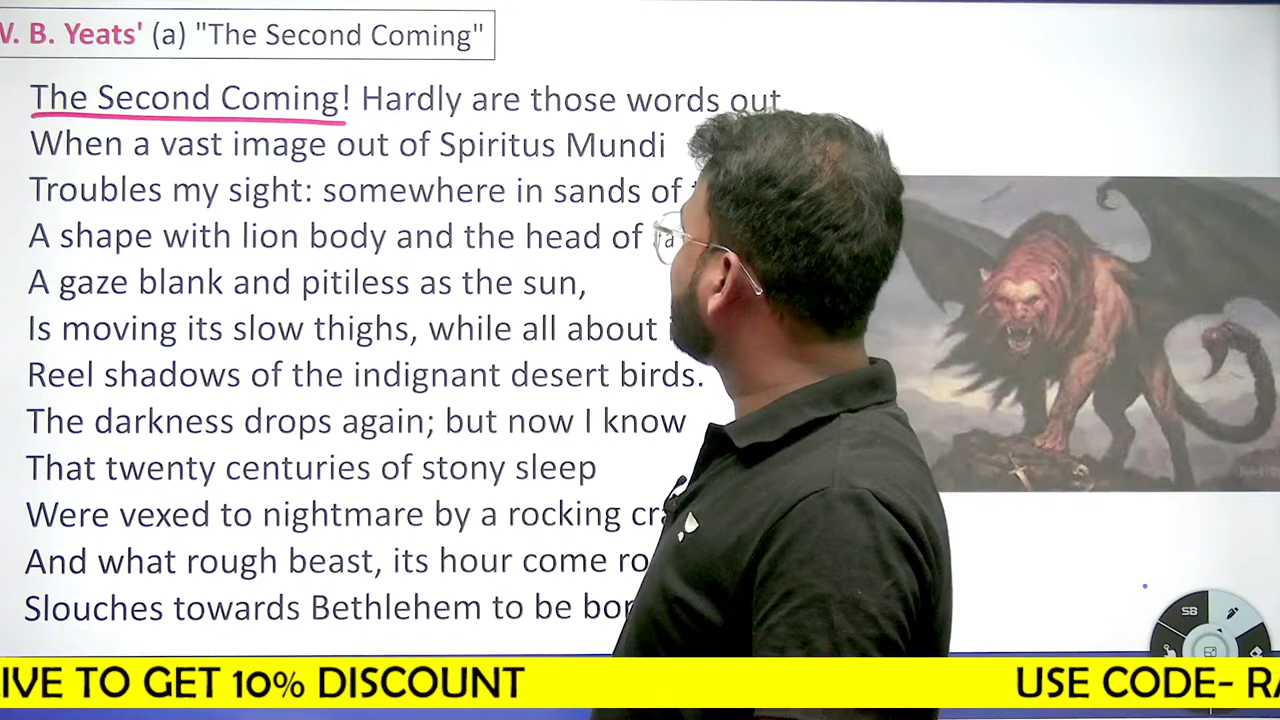 V. B. Yeats' (a) "The Second Coming"
The Second Coming! Hardly are those words out
When a vast image out of Spiritus Mundi
Troubles my sight: somewhere in sands of
A shape with lion body and the head of a
A gaze blank and pitiless as the sun,
Is moving its slow thighs, while all about
Reel shadows of the indignant desert birds.
The darkness drops again; but now I know
That twenty centuries of stony sleep
Were vexed to nightmare by a rocking
And what rough beast, its hour come
Slouches towards Bethlehem to be
SB
LIVE TO GET 10% DISCOUNT
USE CODE- RA